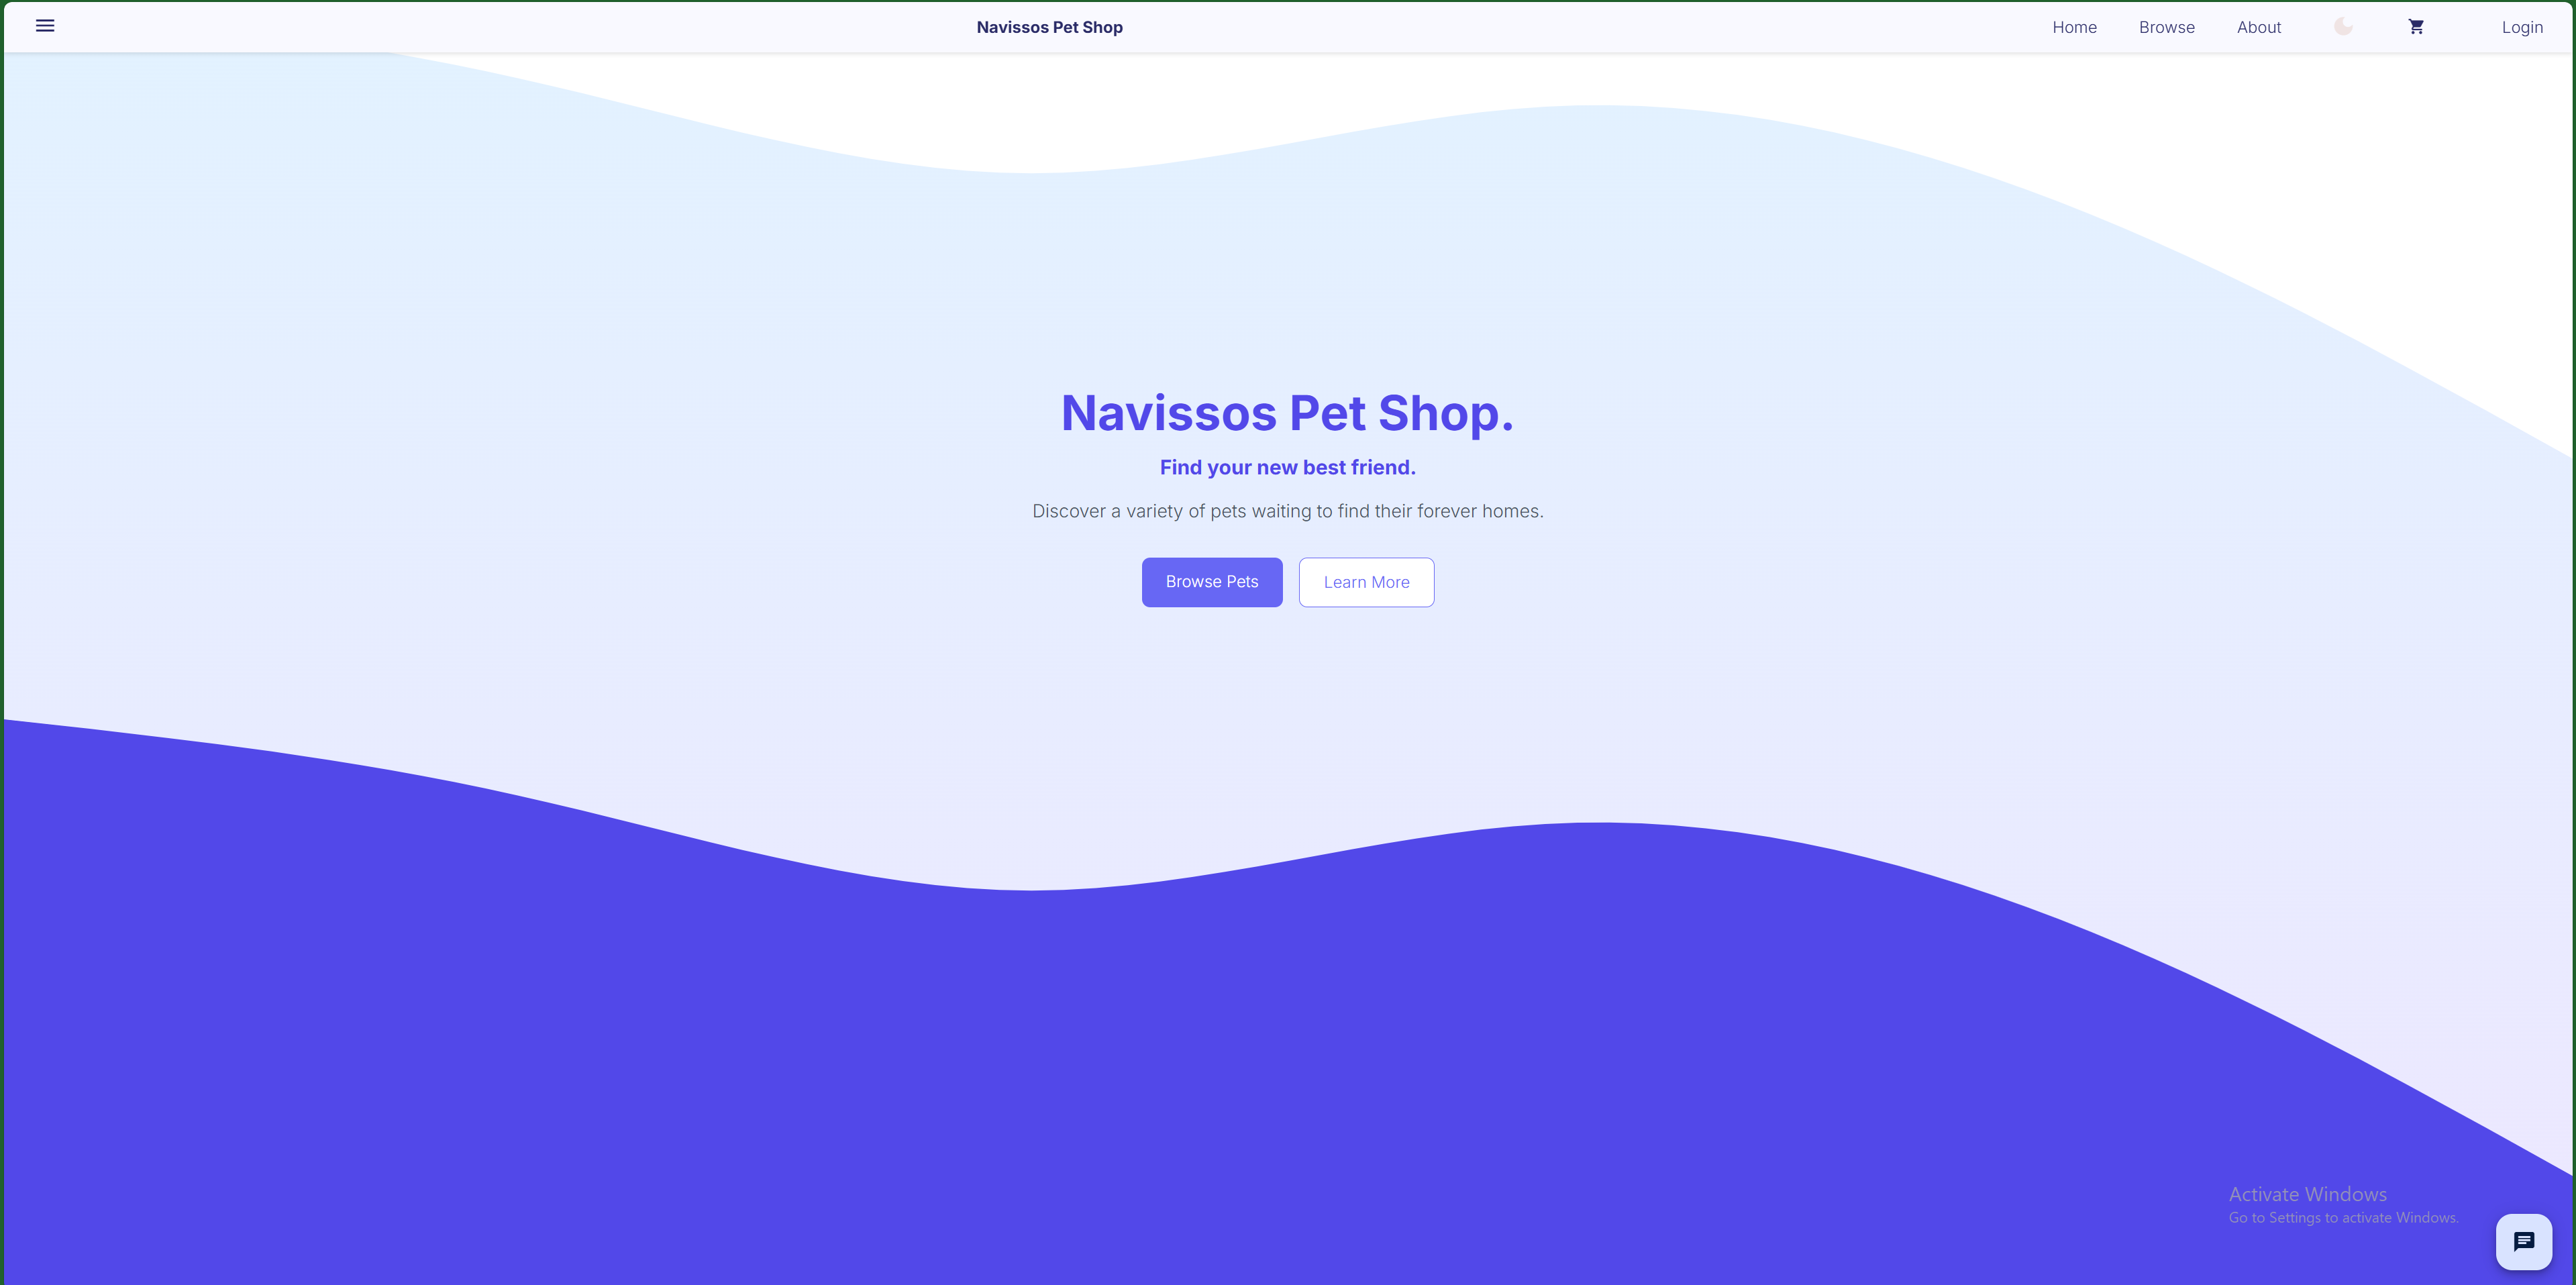 Navissos Pet Shop
Home
Browse
About
Login
Navissos Pet Shop.
Find your new best friend.
Discover a variety of pets waiting to find their forever homes.
Browse Pets
Learn More
Activate Windows
Go to Settings to activate Windows.